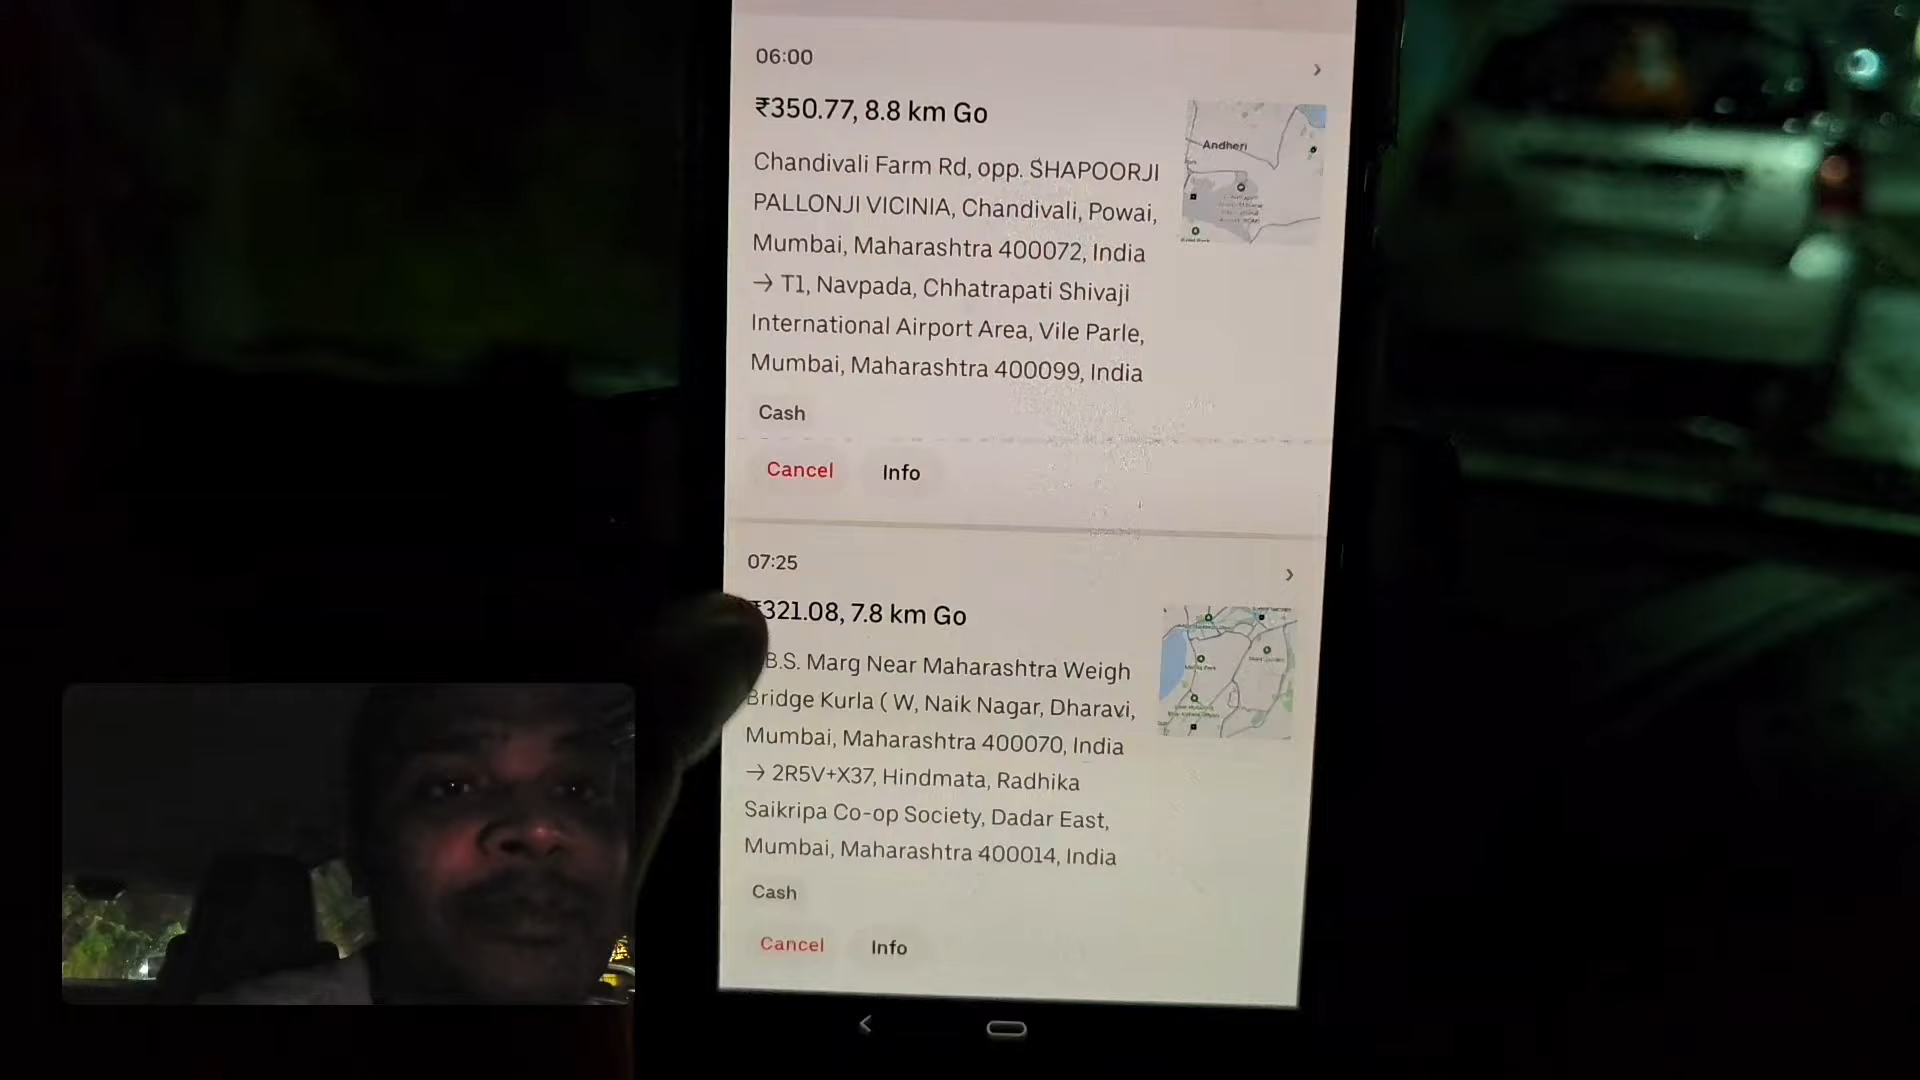 06:00
₹350.77, 8.8 km Go
Andheri
Chandivali Farm Rd, opp. SHAPOORJI
PALLONJI VICINIA, Chandivali, Powai,
Mumbai, Maharashtra 400072, India
→ T1, Navpada, Chhatrapati Shivaji
International Airport Area, Vile Parle,
Mumbai, Maharashtra 400099, India
Cash
Cancel Info
07:25
₹321.08, 7.8 km Go
B.S. Marg Near Maharashtra Weigh
Bridge Kurla ( W, Naik Nagar, Dharavi,
Mumbai, Maharashtra 400070, India
→ 2R5V+X37, Hindmata, Radhika
Saikripa Co-op Society, Dadar East,
Mumbai, Maharashtra 400014, India
Cash
Cancel Info